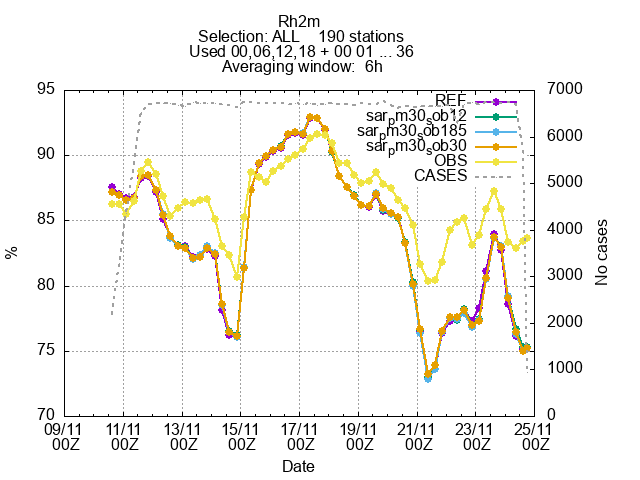 Rh2m
Selection: ALL 190 stations
Used 00,06,12,18 + 00 01 ... 36
Averaging window: 6h
95
90
85
80
75
70
%
7000
6000
5000
4000
3000
2000
1000
0
No cases
REF
sarpm30sob12
sarpm30sob185
sarpm30sob30
OBS
CASES
09/11 11/11 13/11 15/11 17/11 19/11 21/11 23/11 25/11
00Z 00Z 00Z 00Z 00Z 00Z 00Z 00Z 00Z
Date